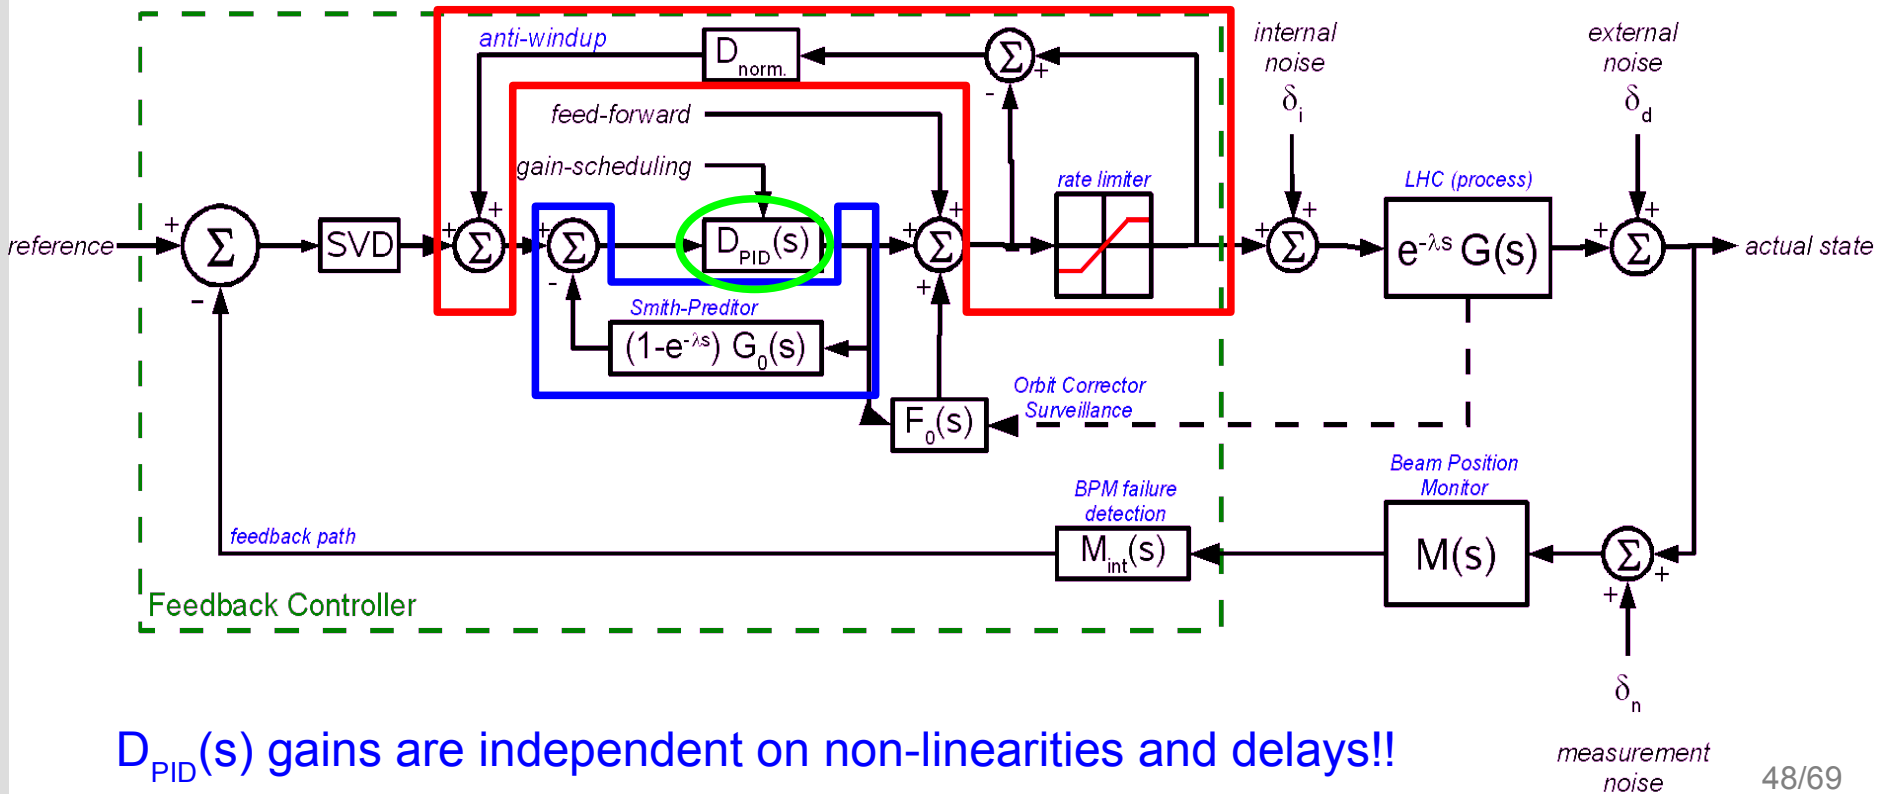 anti-windup
D_norm.
Σ
+
-
internal
noise
δ_i
external
noise
δ_d
feed-forward
gain-scheduling
rate limiter
LHC (process)
reference
+
Σ
-
SVD
+
+
Σ
+
Σ
-
D_PID(s)
+
+
Σ
+
+
+
Σ
e^-λs G(s)
+
+
Σ
actual state
Smith-Preditor
(1-e^-λs) G_0(s)
Orbit Corrector
Surveillance
F_0(s)
BPM failure
detection
Beam Position
Monitor
feedback path
M_int(s)
M(s)
Σ
+
+
Feedback Controller
δ_n
measurement
noise
D_PID(s) gains are independent on non-linearities and delays!!
48/69